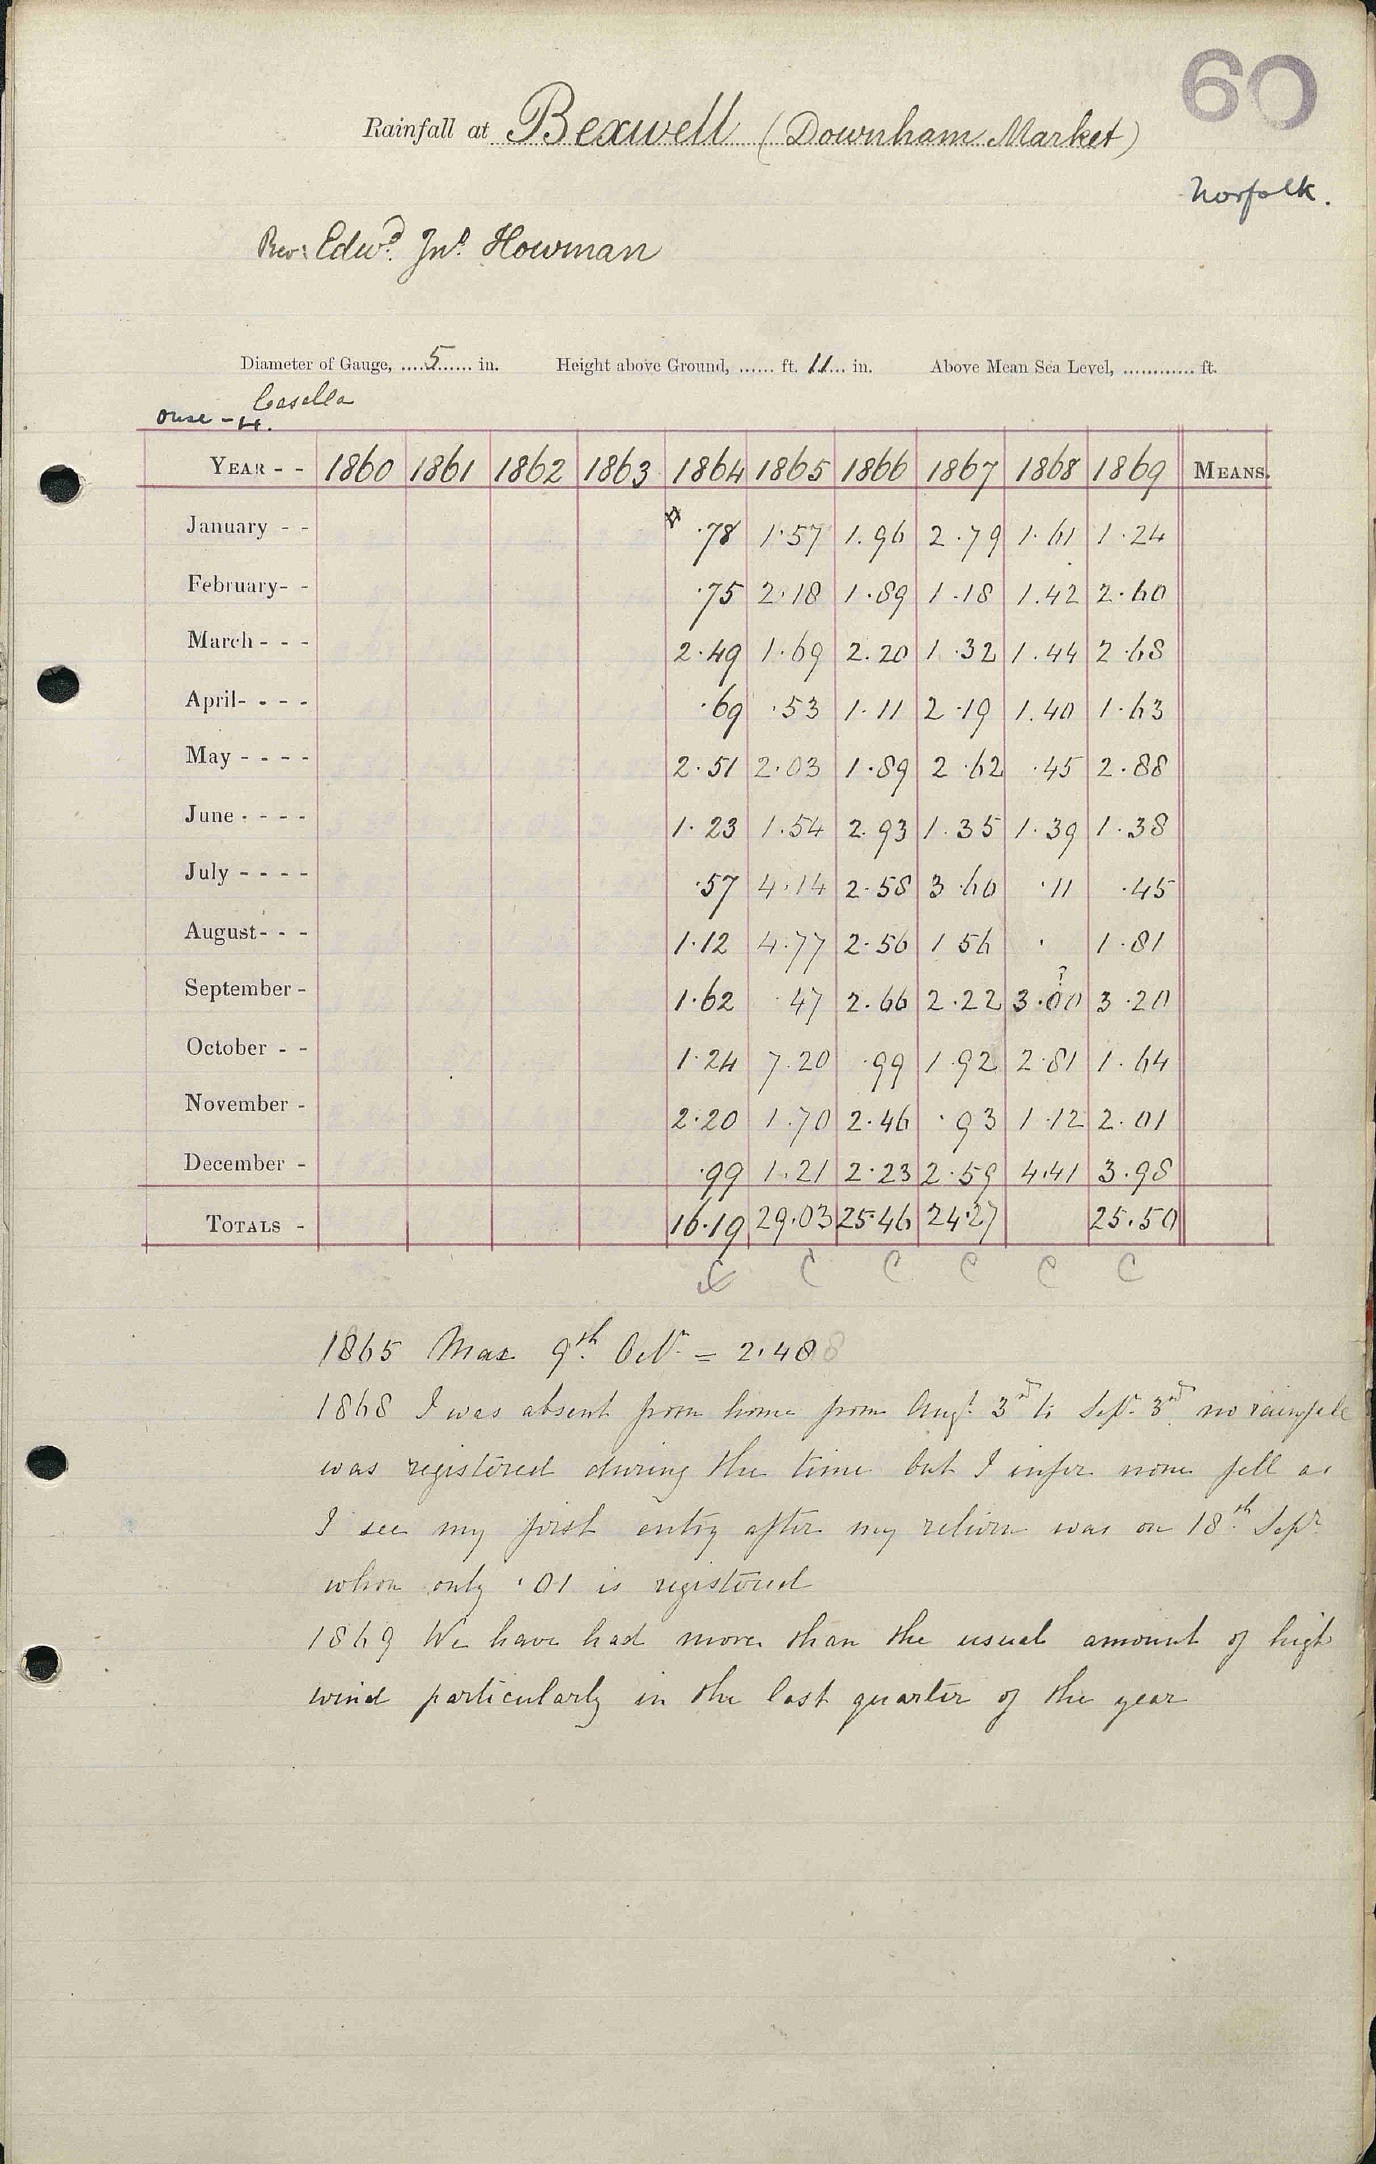 60
Rainfall at Bexwell (Downham Market)
Norfolk.
Rev: Edwd. Jno. Howman
Diameter of Gauge, ....5...... in. Height above Ground, ...... ft. 11... in. Above Mean Sea Level, ............ ft.
Casella
Ouse - H.
YEAR - - 1860 1861 1862 1863 1864 1865 1866 1867 1868 1869 MEANS.
January - - .78 1.57 1.96 2.79 1.61 1.24
February- - .75 2.18 1.89 1.18 1.42 2.60
March - - - 2.49 1.69 2.20 1.32 1.44 2.68
April- - - - .69 .53 1.11 2.19 1.40 1.63
May - - - - 2.51 2.03 1.89 2.62 .45 2.88
June - - - - 1.23 1.54 2.93 1.35 1.39 1.38
July - - - - .57 4.14 2.58 3.60 .11 .45
August- - - 1.12 4.77 2.56 1 56 . 1.81
September - 1.62 .47 2.66 2.22 3.00 ? 3.20
October - - 1.24 7.20 .99 1.92 2.81 1.64
November - 2.20 1.70 2.46 .93 1.12 2.01
December - .99 1.21 2.23 2.59 4.41 3.98
TOTALS - 16.19 29.03 25.46 24.27 25.50
C C C C C C
1865 Max 9th. Octr. = 2.48
1868 I was absent from home from Augt. 3rd to Sepr. 3rd. no rainfall
was registered during the time but I infer none fell as
I see my first entry after my return was on 18th. Sepr
when only .01 is registered
1869 We have had more than the usual amount of high
wind particularly in the last quarter of the year